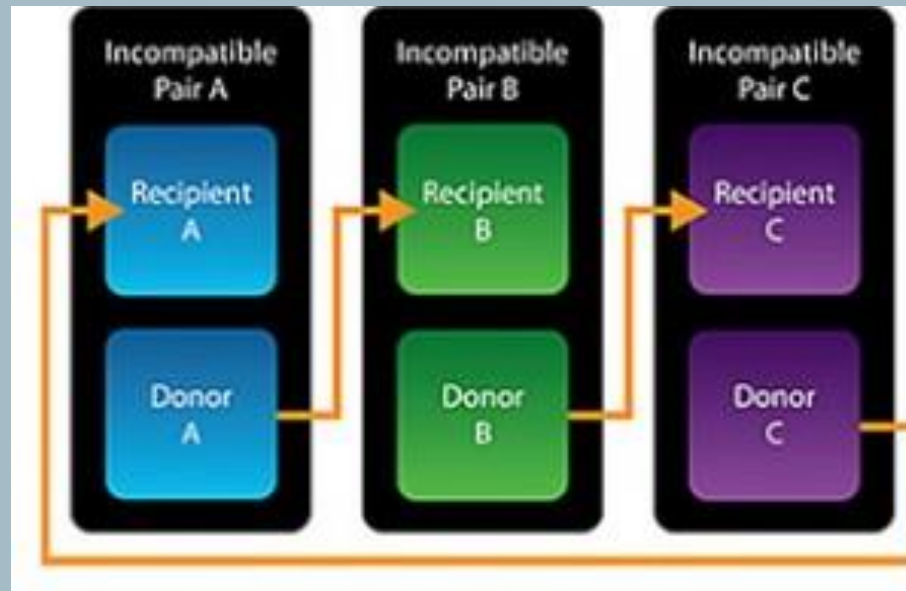 Incompatible
Pair A
Recipient
A
Donor
A
Incompatible
Pair B
Recipient
B
Donor
B
Incompatible
Pair C
Recipient
C
Donor
C